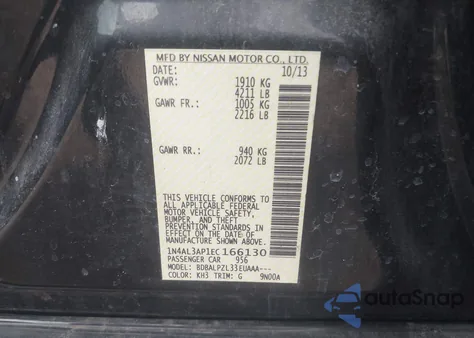 MFD BY NISSAN MOTOR CO., LTD.
DATE: 10/13
GVWR: 1910 KG
4211 LB
GAWR FR.: 1005 KG
2216 LB
GAWR RR.: 940 KG
2072 LB
THIS VEHICLE CONFORMS TO
ALL APPLICABLE FEDERAL
MOTOR VEHICLE SAFETY,
BUMPER, AND THEFT
PREVENTION STANDARDS IN
EFFECT ON THE DATE OF
MANUFACTURE SHOWN ABOVE.
1N4AL3AP1EC166130
PASSENGER CAR 956
MODEL: BDBALPZL33EUAAA---
COLOR: KH3 TRIM: G 9N00A
autoSnap